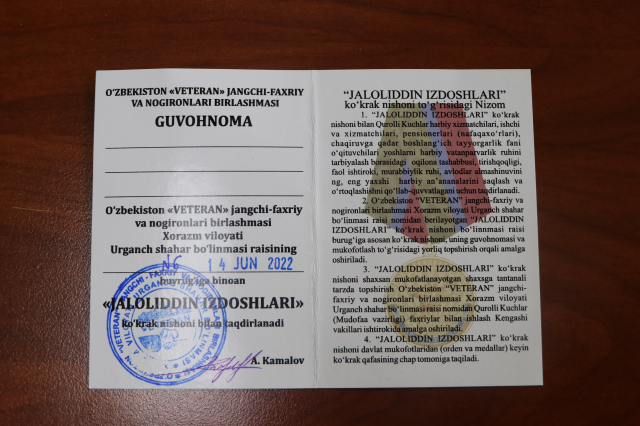 O‘ZBEKISTON «VETERAN» JANGCHI-FAXRIY
VA NOGIRONLARI BIRLASHMASI
GUVOHNOMA
O‘zbekiston «VETERAN» jangchi-faxriy
va nogironlari birlashmasi
Xorazm viloyati
Urganch shahar bo‘linmasi raisining
N6 14 JUN 2022
buyrug‘iga binoan
«JALOLIDDIN IZDOSHLARI»
ko‘krak nishoni bilan taqdirlanadi
A. Kamalov
“JALOLIDDIN IZDOSHLARI”
ko‘krak nishoni to‘g‘risidagi Nizom
1. “JALOLIDDIN IZDOSHLARI” ko‘krak
nishoni bilan Qurolli Kuchlar harbiy xizmatchilari, ishchi
va xizmatchilari, pensionerlari (nafaqaxo‘rlari),
chaqiruvga qadar boshlang‘ich tayyorgarlik fani
o‘qituvchilari yoshlarni harbiy vatanparvarlik ruhini
tarbiyalash borasidagi oqilona tashabbusi, tirishqoqligi,
faol ishtirok, murabbiylik ruhi, avlodlar almashinuvini
ng, eng yaxshi harbiy an’analarini saqlash va
o‘rtoqlashishni qo‘llab-quvvatlagani uchun taqdirlanadi.
2. O‘zbekiston “VETERAN” jangchi-faxriy va
nogironlari birlashmasi Xorazm viloyati Urganch shahar
bo‘linmasi raisi nomidan berilayotgan “JALOLIDDIN
IZDOSHLARI” ko‘krak nishoni bo‘linmasi raisi
burug‘iga asosan ko‘krak nishoni, uning guvohnomasi va
mukofotlash to‘g‘risidagi yorliq topshirish orqali amalga
oshiriladi.
3. “JALOLIDDIN IZDOSHLARI” ko‘krak
nishoni shaxsan mukofotlanayotgan shaxsga tantanali
tarzda topshirish O‘zbekiston “VETERAN” jangchi-
faxriy va nogironlari birlashmasi Xorazm viloyati
Urganch shahar bo‘linmasi raisi nomidan Qurolli Kuchlar
(Mudofaa vazirligi) faxriylar bilan ishlash Kengashi
vakillari ishtirokida amalga oshiriladi.
4. “JALOLIDDIN IZDOSHLARI” ko‘krak
nishoni davlat mukofotlaridan (orden va medallar) keyin
ko‘krak qafasining chap tomoniga taqiladi.